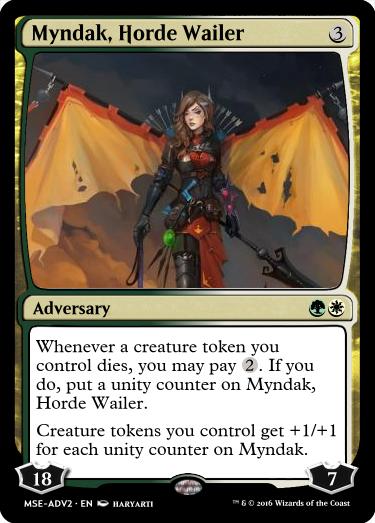 Myndak, Horde Wailer 3
Adversary
Whenever a creature token you
control dies, you may pay 2. If you
do, put a unity counter on Myndak,
Horde Wailer.
Creature tokens you control get +1/+1
for each unity counter on Myndak.
18 7
MSE-ADV2 • EN HARYARTI ™ & © 2016 Wizards of the Coast